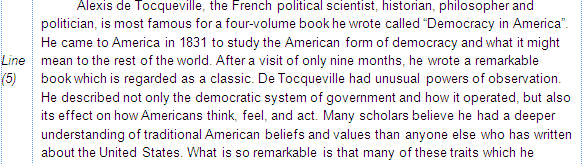 Alexis de Tocqueville, the French political scientist, historian, philosopher and
politician, is most famous for a four-volume book he wrote called “Democracy in America”.
He came to America in 1831 to study the American form of democracy and what it might
Line mean to the rest of the world. After a visit of only nine months, he wrote a remarkable
(5) book which is regarded as a classic. De Tocqueville had unusual powers of observation.
He described not only the democratic system of government and how it operated, but also
its effect on how Americans think, feel, and act. Many scholars believe he had a deeper
understanding of traditional American beliefs and values than anyone else who has written
about the United States. What is so remarkable is that many of these traits which he